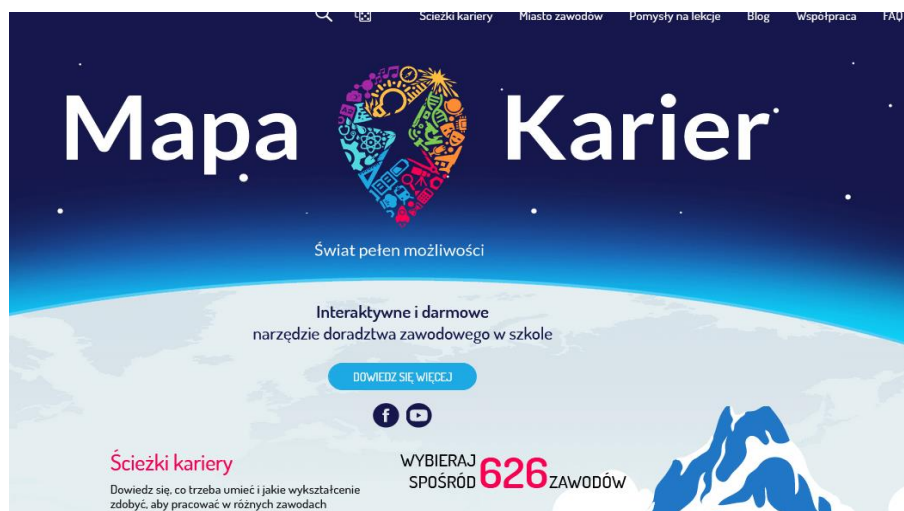 Ścieżki kariery Miasto zawodów Pomysły na lekcje Blog Współpraca FAQ
Mapa Karier
Świat pełen możliwości
Interaktywne i darmowe
narzędzie doradztwa zawodowego w szkole
DOWIEDZ SIĘ WIĘCEJ
Ścieżki kariery
Dowiedz się, co trzeba umieć i jakie wykształcenie
zdobyć, aby pracować w różnych zawodach
WYBIERAJ
SPOŚRÓD 626 ZAWODÓW